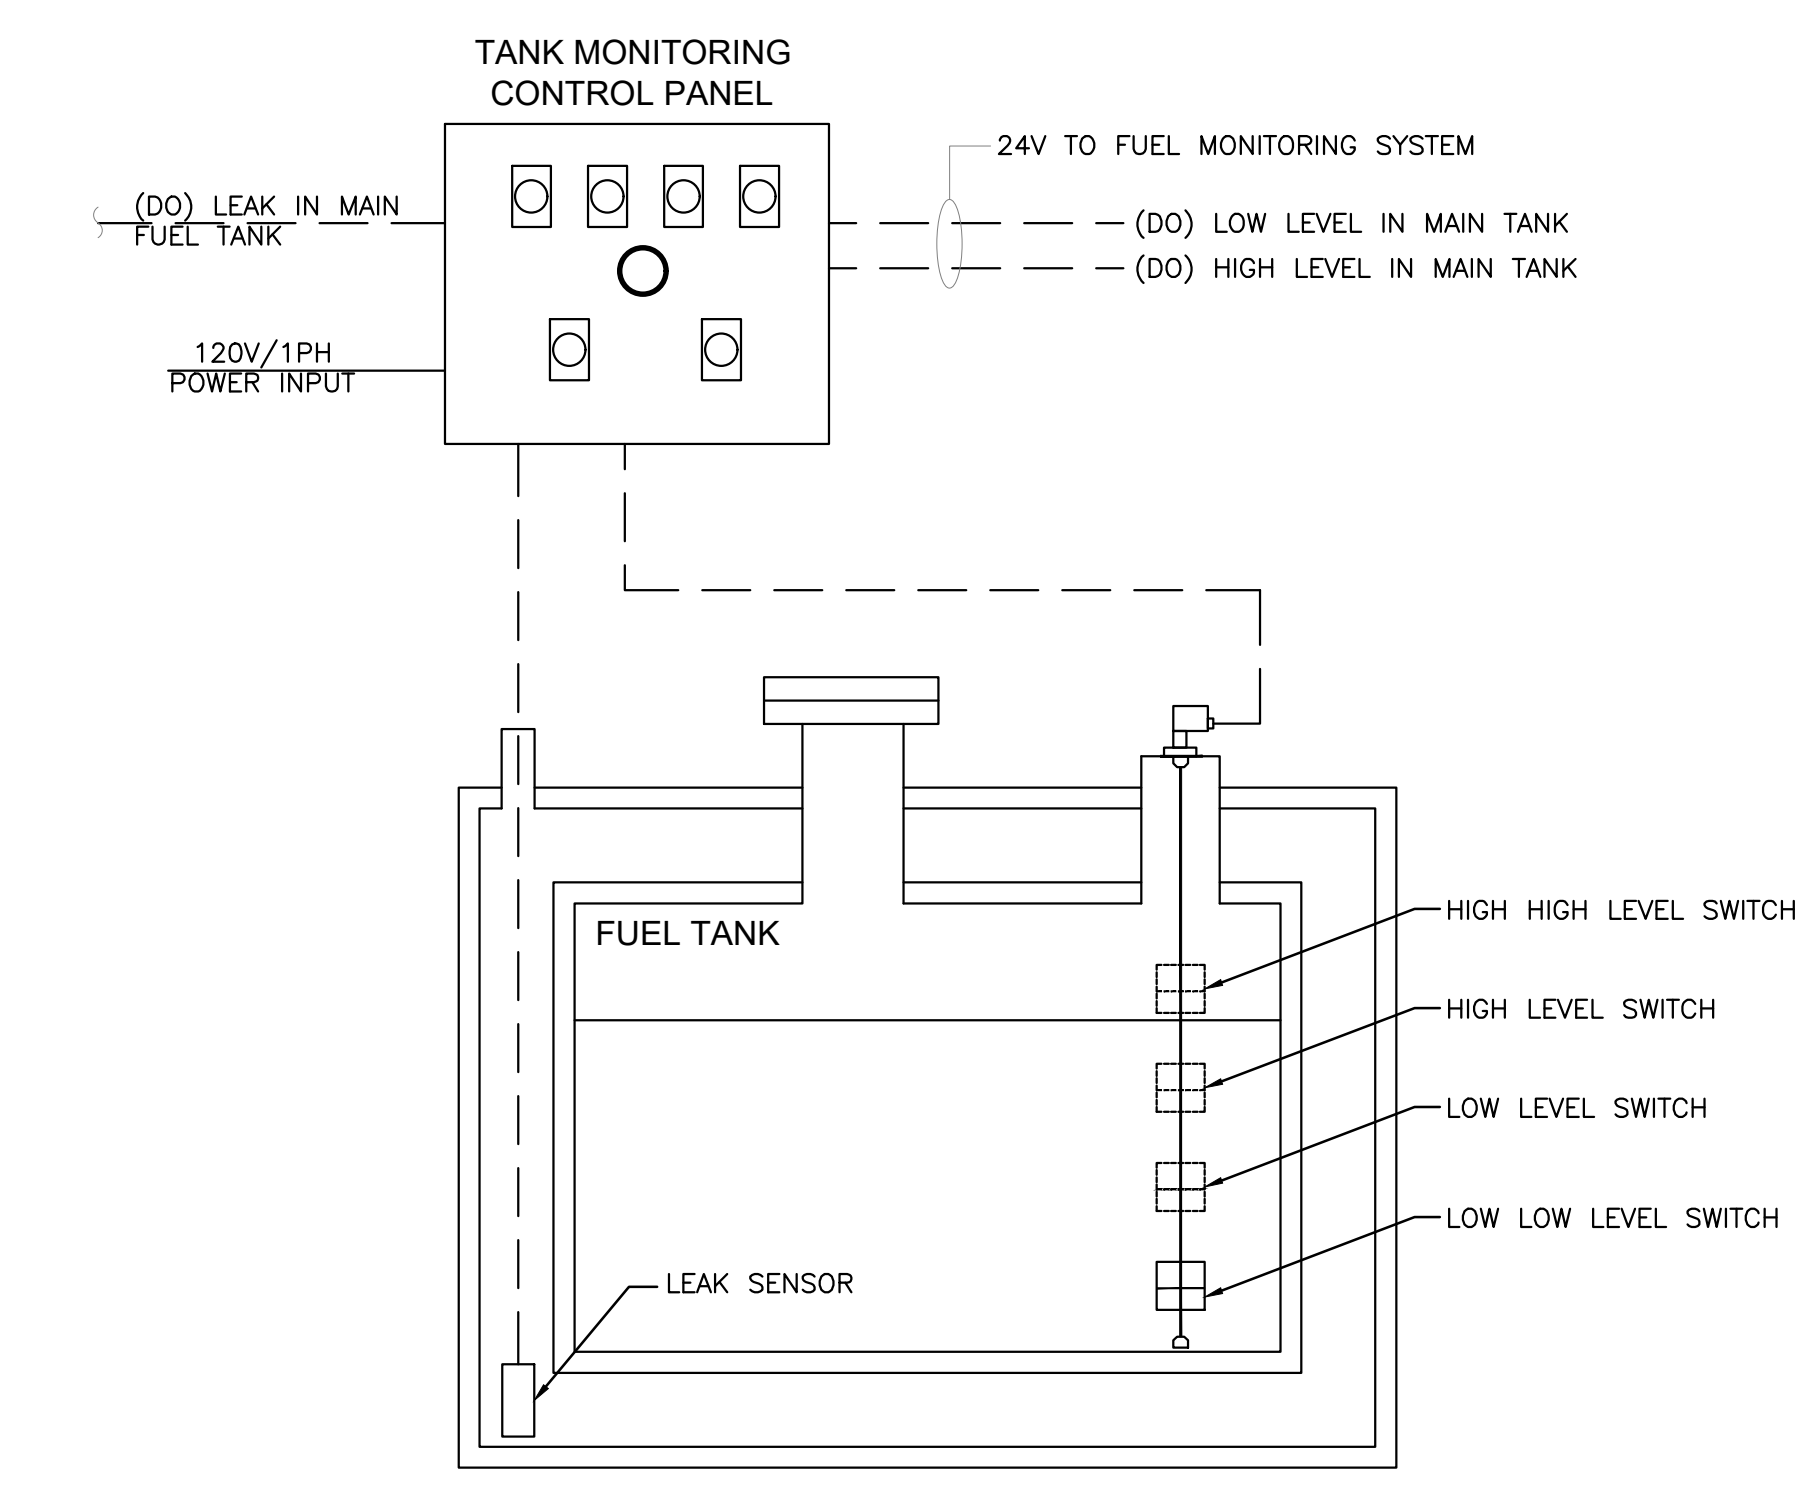 TANK MONITORING
CONTROL PANEL
24V TO FUEL MONITORING SYSTEM
(DO) LEAK IN MAIN
FUEL TANK
(DO) LOW LEVEL IN MAIN TANK
(DO) HIGH LEVEL IN MAIN TANK
120V/1PH
POWER INPUT
FUEL TANK
HIGH HIGH LEVEL SWITCH
HIGH LEVEL SWITCH
LOW LEVEL SWITCH
LOW LOW LEVEL SWITCH
LEAK SENSOR